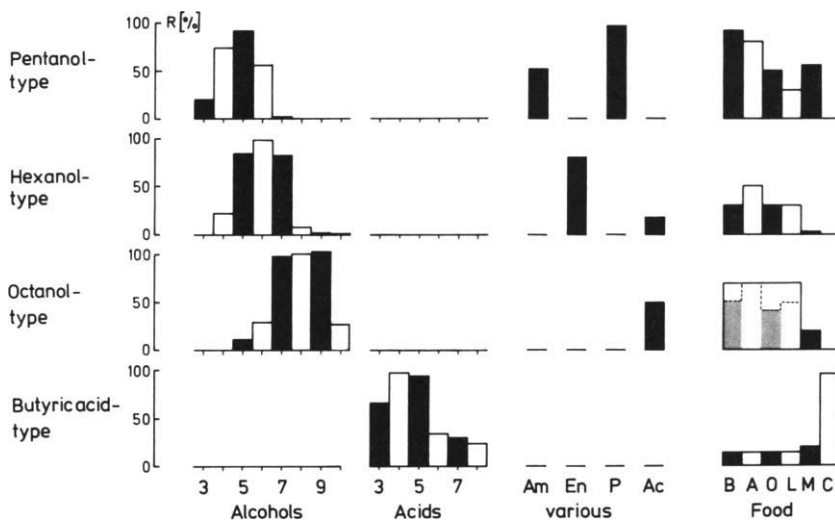 R [%]
Pentanol-
type
100
50
0
Hexanol-
type
100
50
0
Octanol-
type
100
50
0
Butyric acid-
type
100
50
0
3 5 7 9
Alcohols
3 5 7
Acids
Am En P Ac
various
B A O L M C
Food